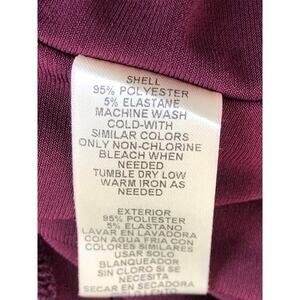 SHELL
95% POLYESTER
5% ELASTANE
MACHINE WASH
COLD-WITH
SIMILAR COLORS
ONLY NON-CHLORINE
BLEACH WHEN
NEEDED
TUMBLE DRY LOW
WARM IRON AS
NEEDED
EXTERIOR
95% POLIESTER
5% ELASTANO
LAVAR EN LAVADORA
CON AGUA FRIA CON
COLORES SIMILARES
USAR SOLO
BLANQUEADOR
SIN CLORO SI SE
NECESITA
SECAR EN SECADORA